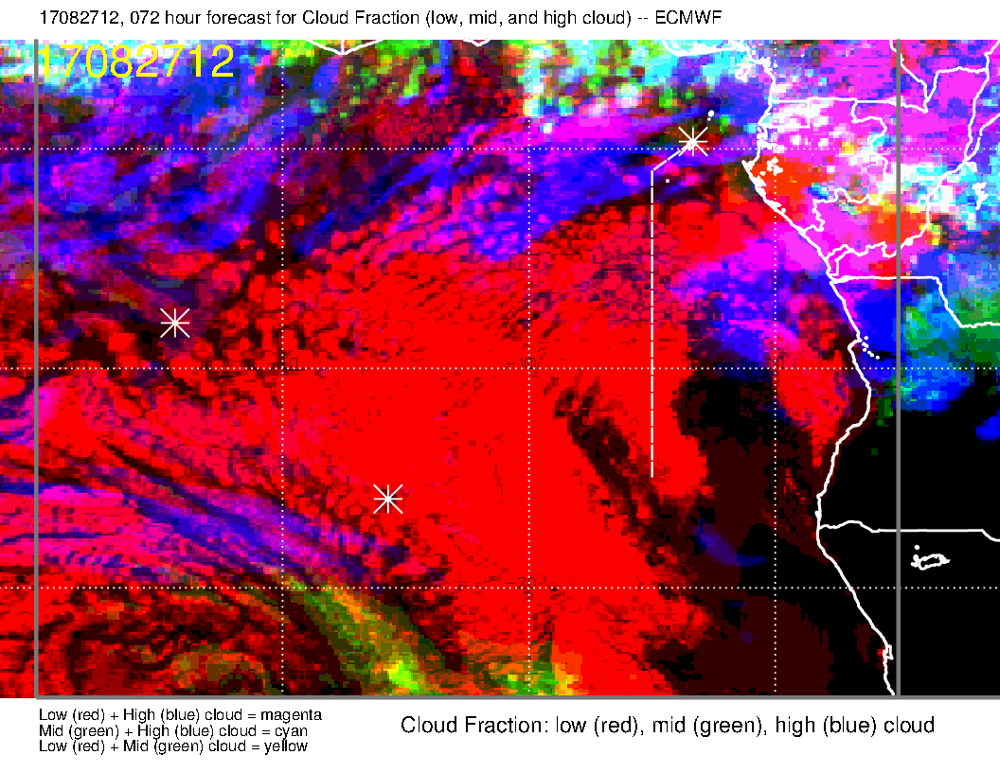 17082712, 072 hour forecast for Cloud Fraction (low, mid, and high cloud) -- ECMWF
17082712
Low (red) + High (blue) cloud = magenta
Mid (green) + High (blue) cloud = cyan
Low (red) + Mid (green) cloud = yellow
Cloud Fraction: low (red), mid (green), high (blue) cloud